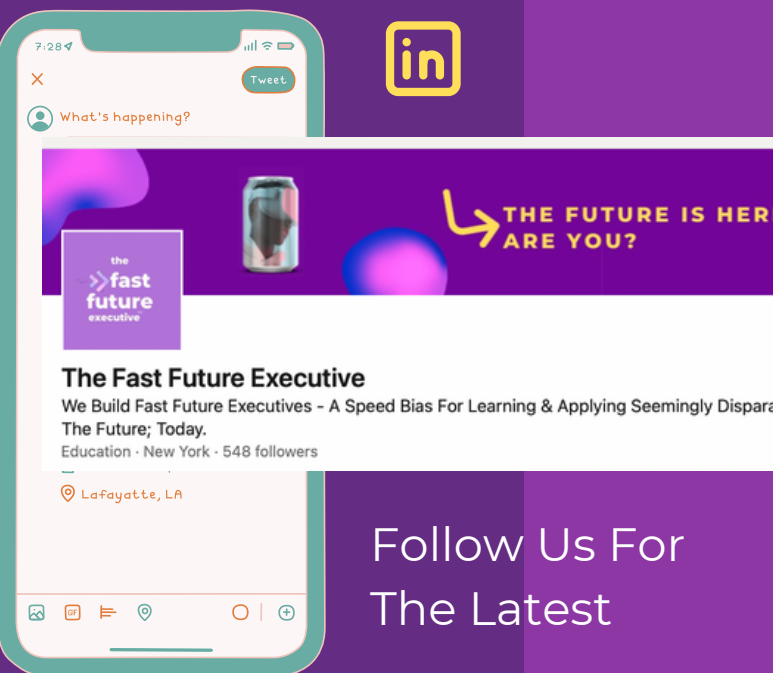 7:28
Tweet
What's happening?
in
THE FUTURE IS HER
ARE YOU?
the
fast
future
executive
The Fast Future Executive
We Build Fast Future Executives - A Speed Bias For Learning & Applying Seemingly Dispara
The Future; Today.
Education · New York · 548 followers
Lafayatte, LA
Follow Us For
The Latest
GIF